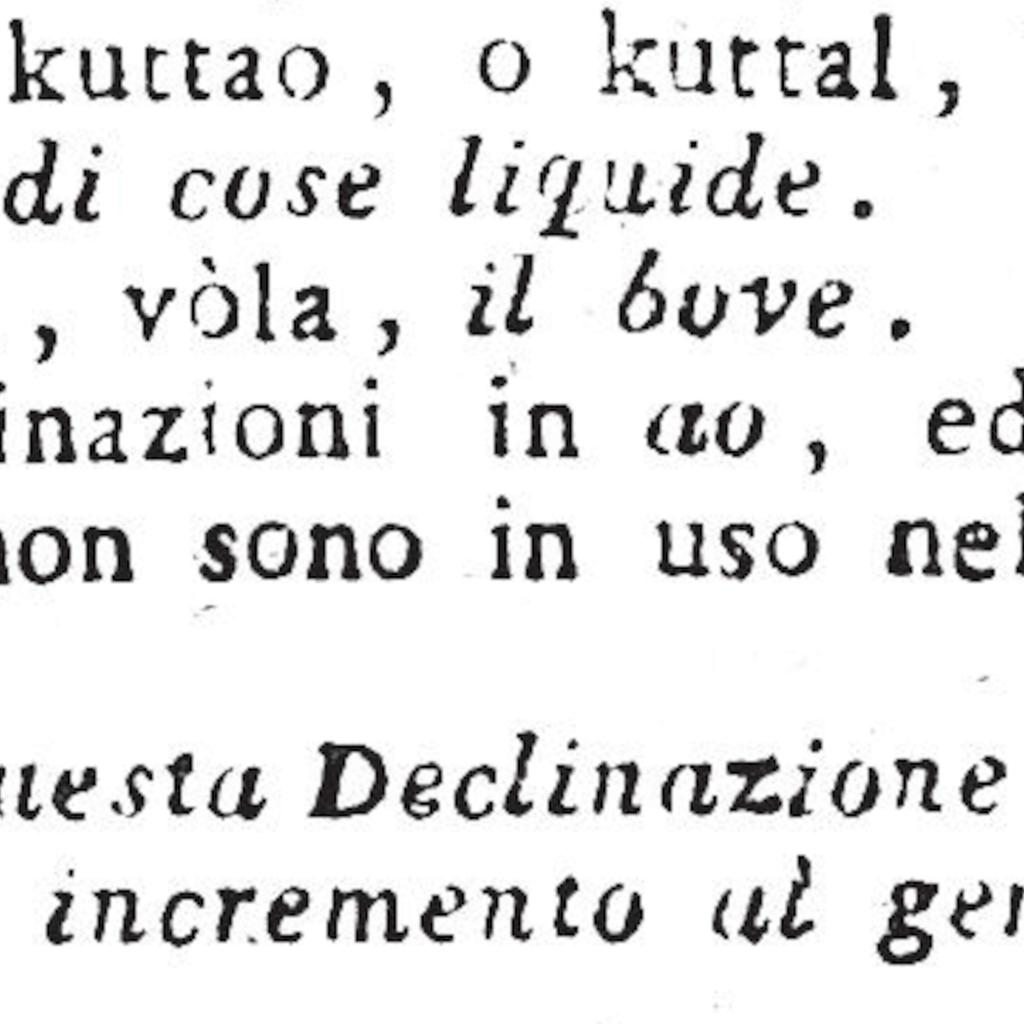 kuttao, o kuttal,
di cose liquide.
, vòla, il bove.
inazioni in ao, ed
non sono in uso nel
uesta Declinazione
incremento al gen